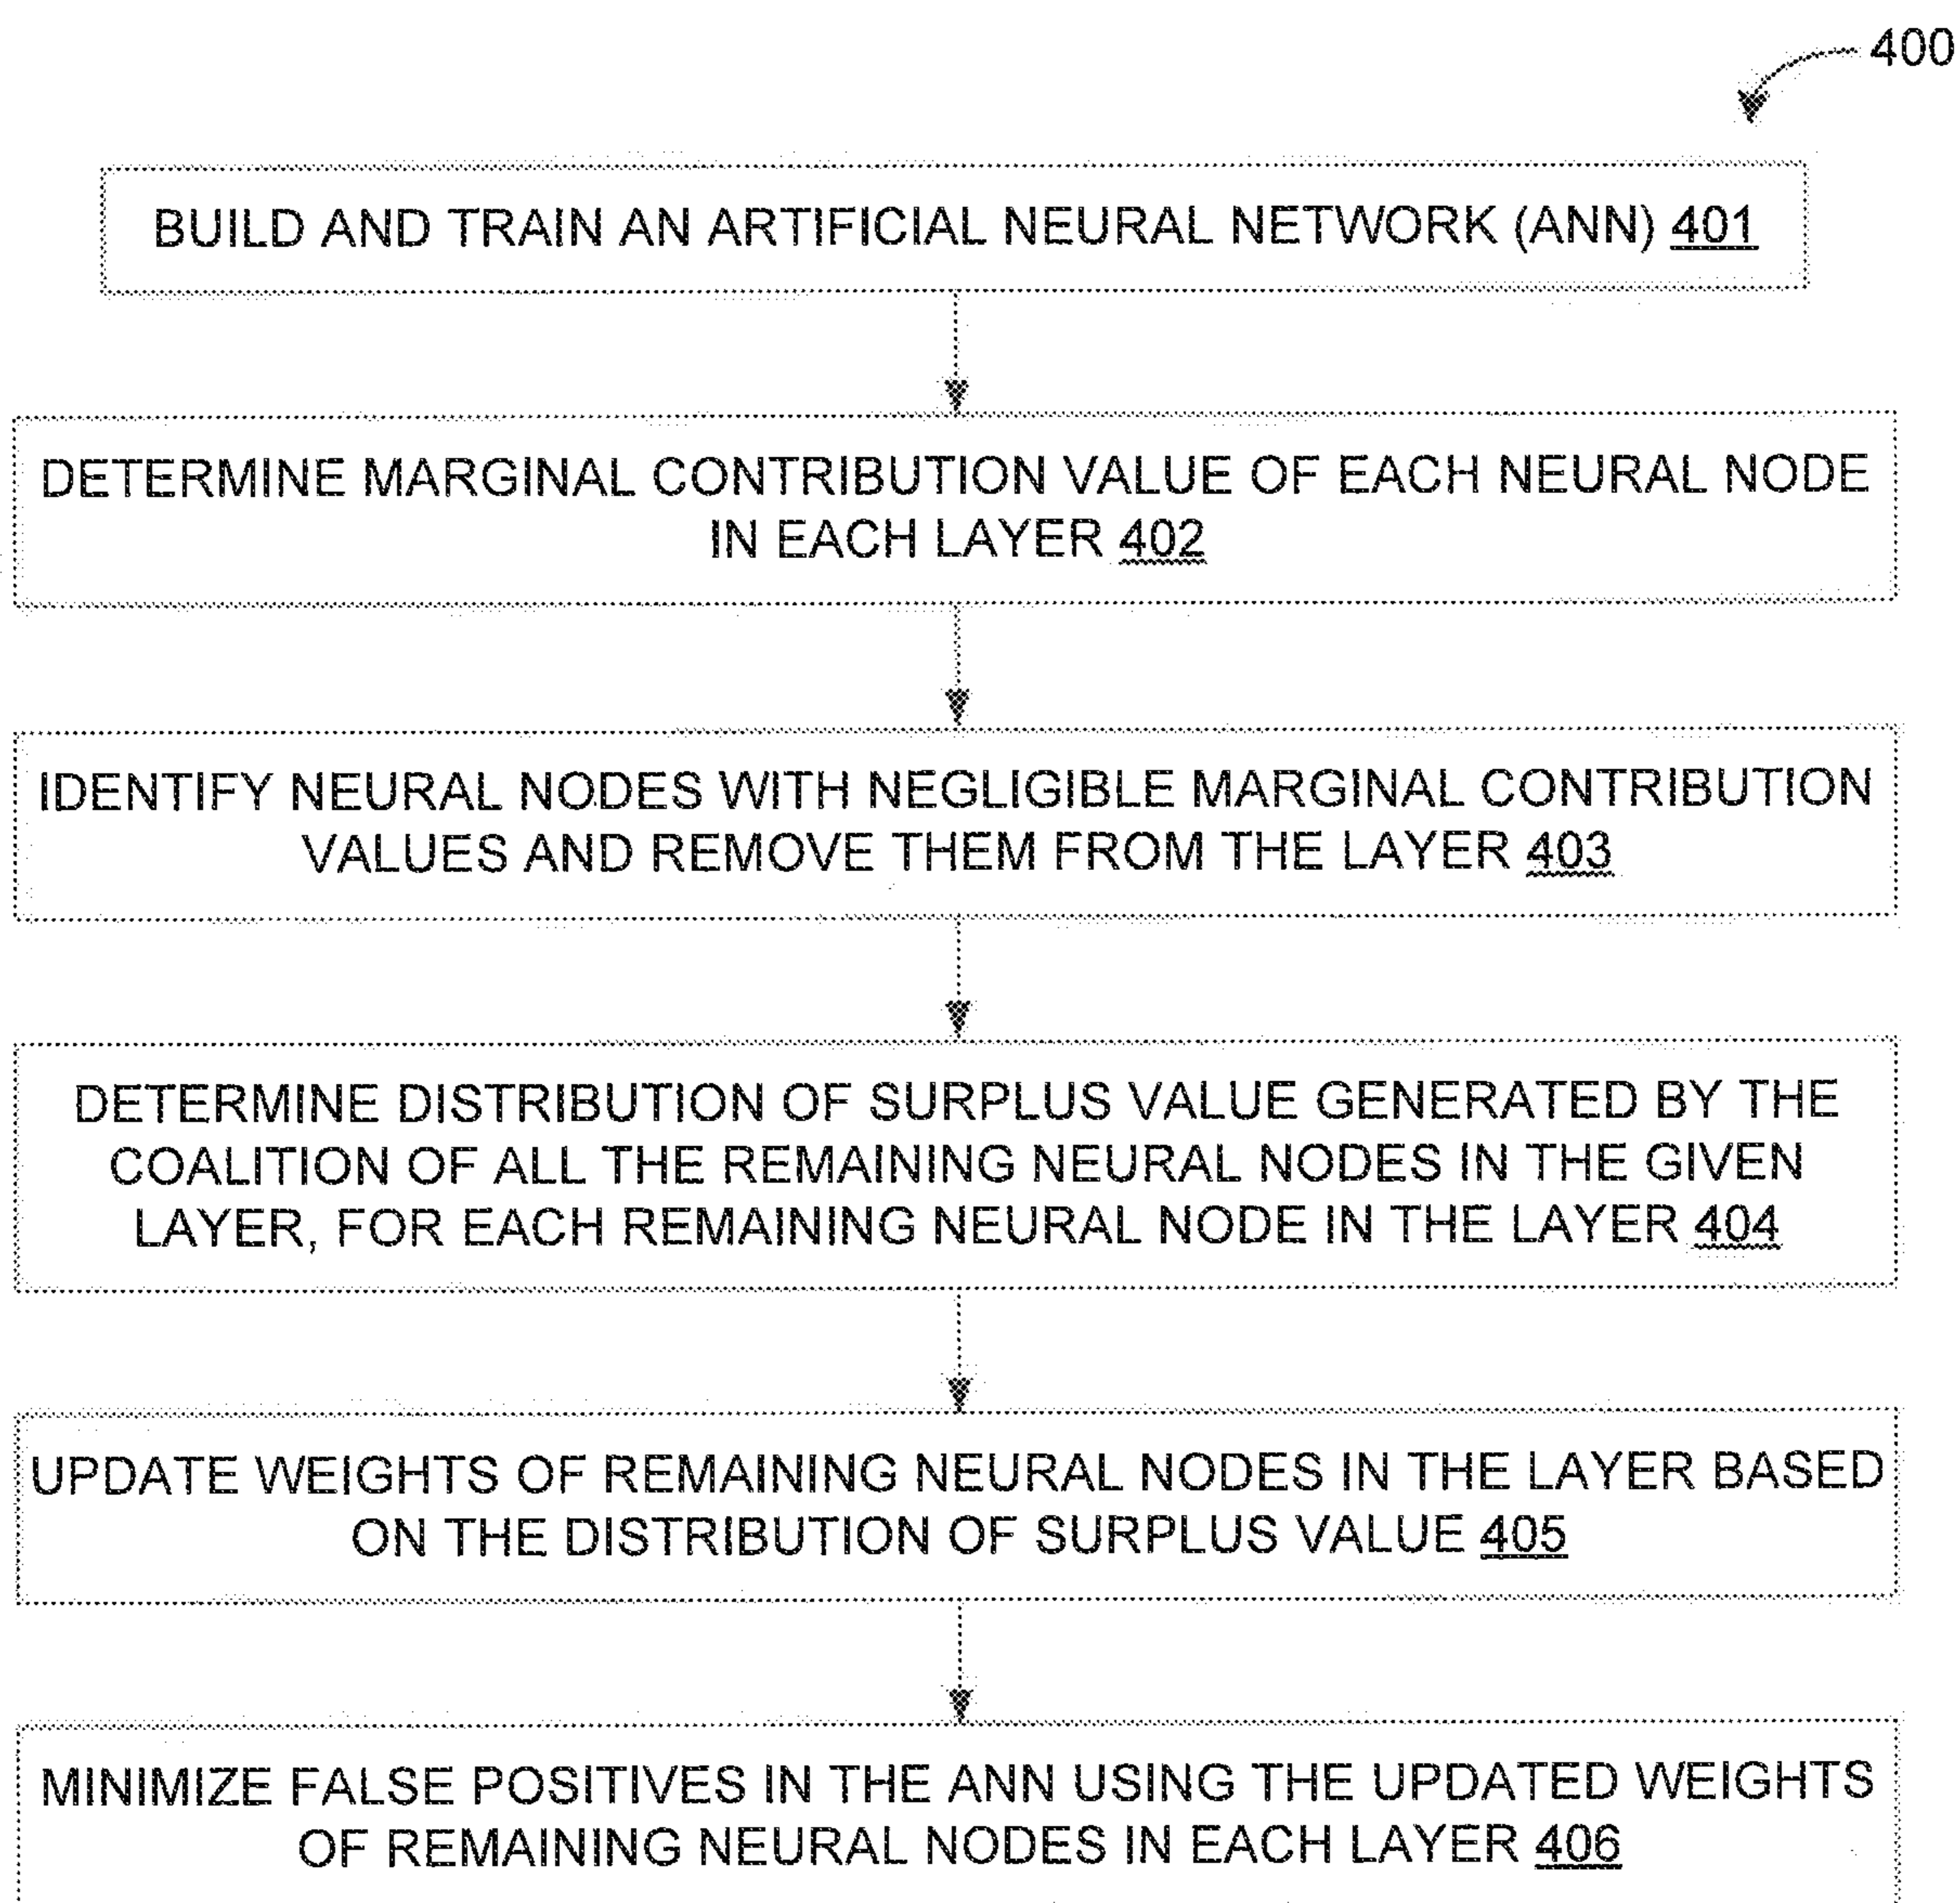 400
BUILD AND TRAIN AN ARTIFICIAL NEURAL NETWORK (ANN) 401
DETERMINE MARGINAL CONTRIBUTION VALUE OF EACH NEURAL NODE
IN EACH LAYER 402
IDENTIFY NEURAL NODES WITH NEGLIGIBLE MARGINAL CONTRIBUTION
VALUES AND REMOVE THEM FROM THE LAYER 403
DETERMINE DISTRIBUTION OF SURPLUS VALUE GENERATED BY THE
COALITION OF ALL THE REMAINING NEURAL NODES IN THE GIVEN
LAYER, FOR EACH REMAINING NEURAL NODE IN THE LAYER 404
UPDATE WEIGHTS OF REMAINING NEURAL NODES IN THE LAYER BASED
ON THE DISTRIBUTION OF SURPLUS VALUE 405
MINIMIZE FALSE POSITIVES IN THE ANN USING THE UPDATED WEIGHTS
OF REMAINING NEURAL NODES IN EACH LAYER 406